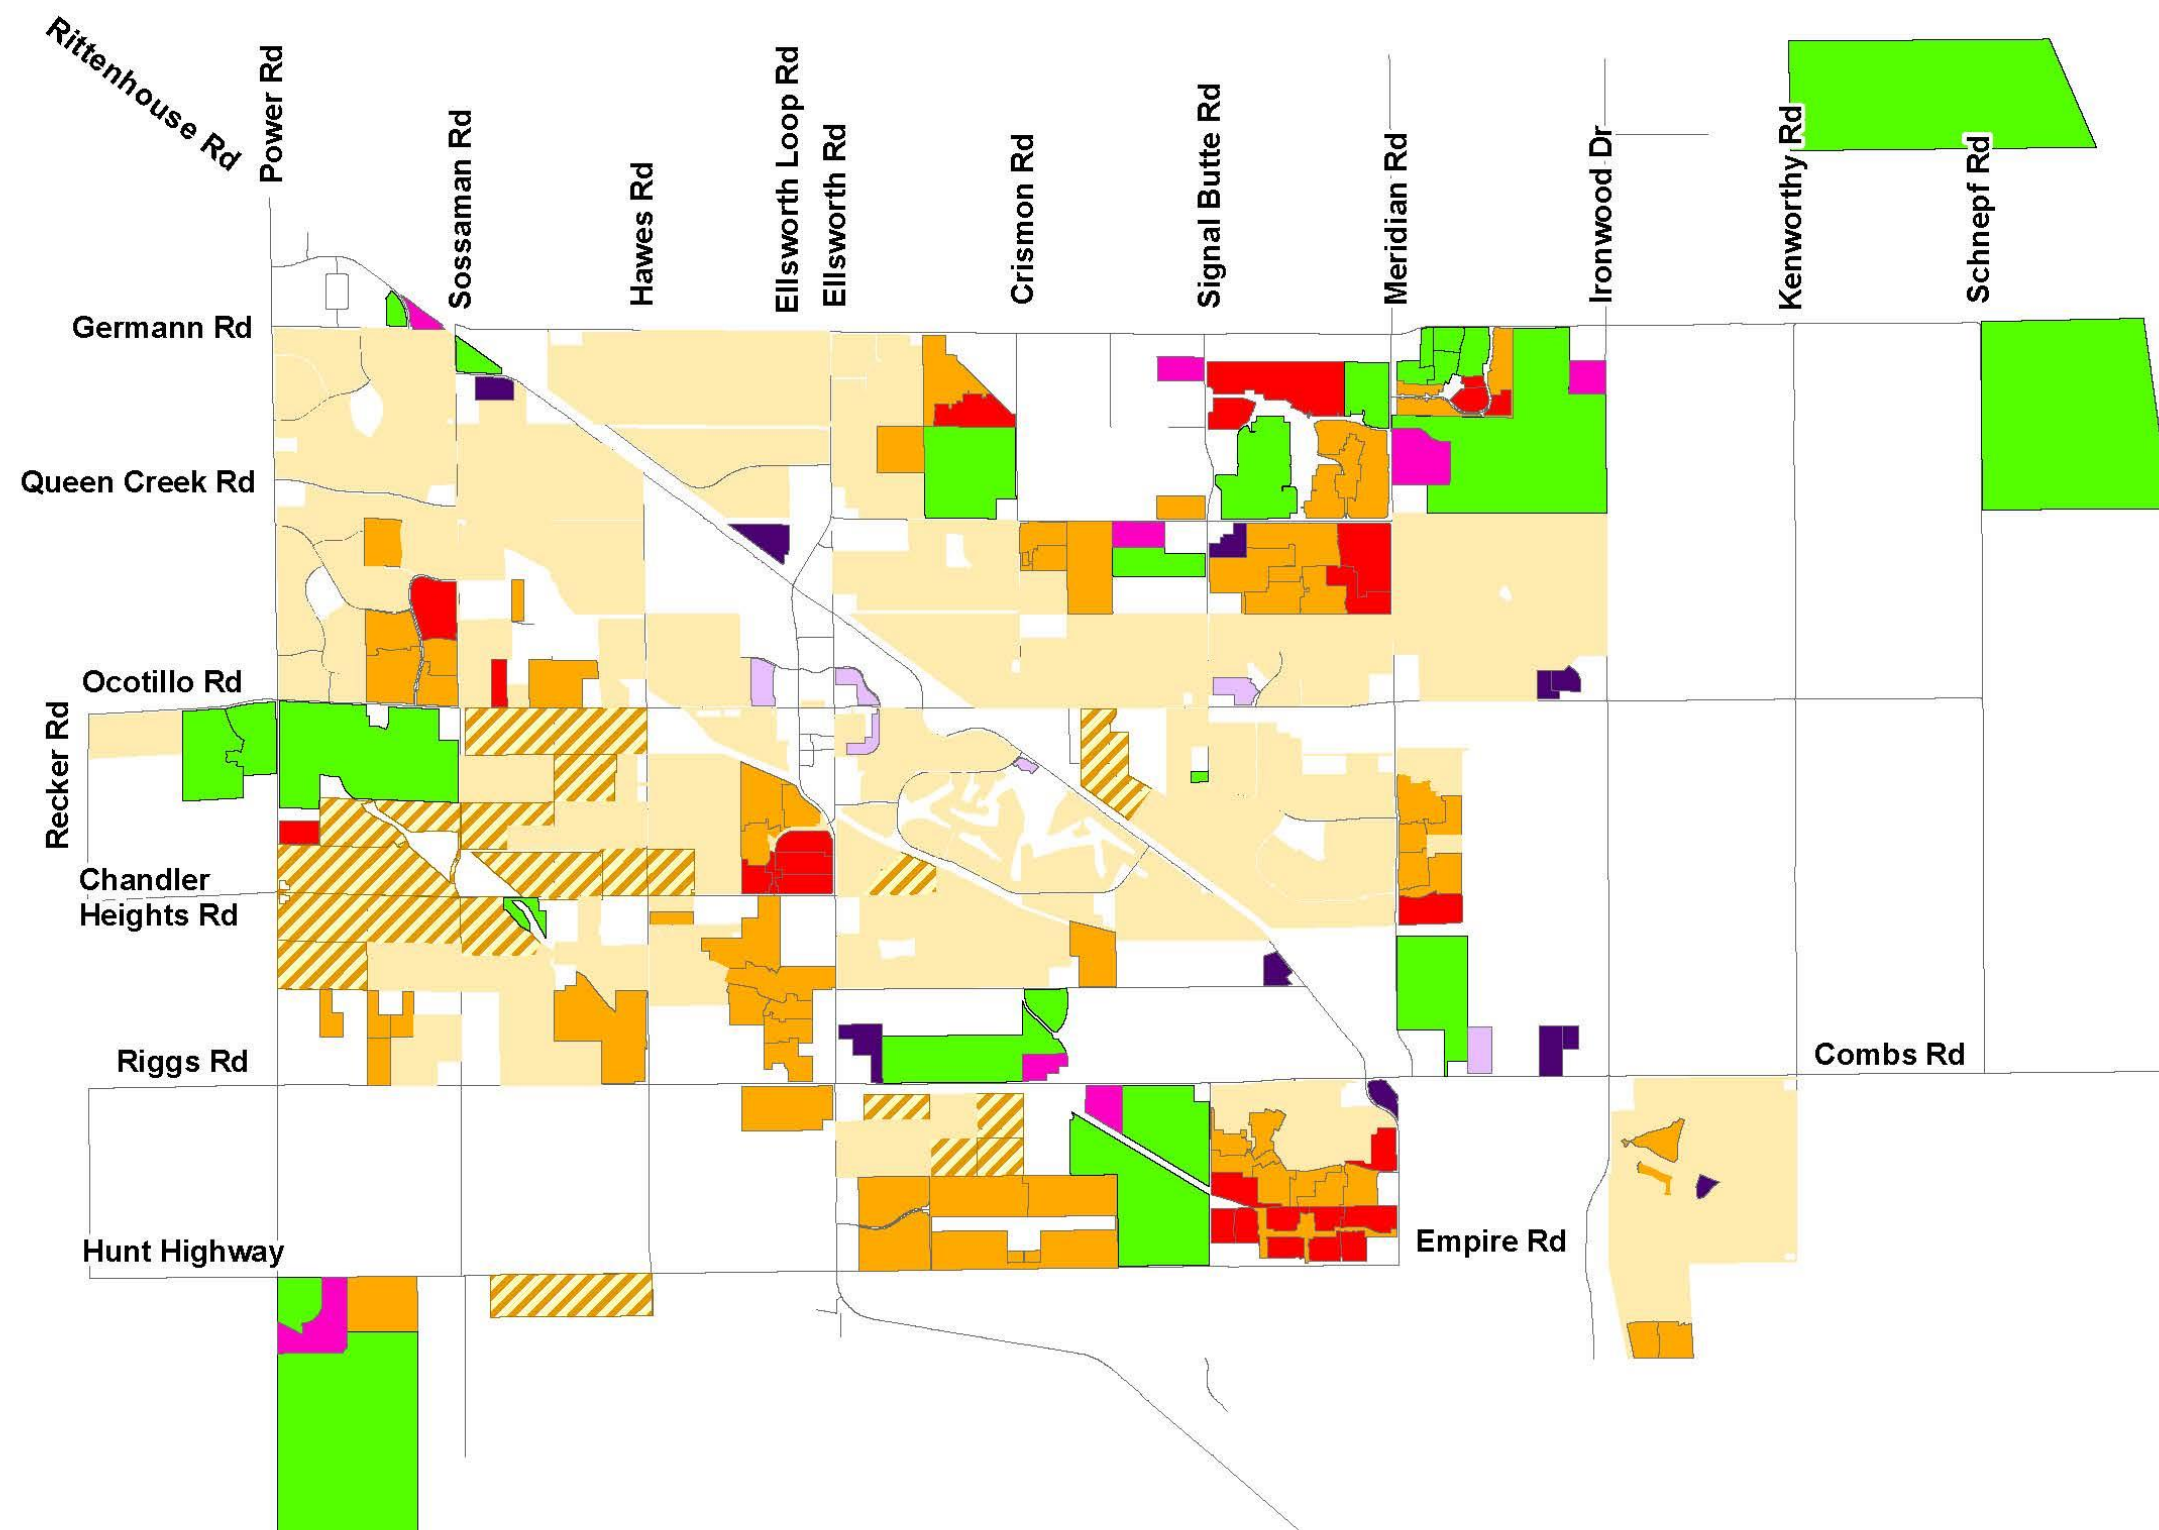 Rittenhouse Rd
Power Rd
Sossaman Rd
Hawes Rd
Ellsworth Loop Rd
Ellsworth Rd
Crismon Rd
Signal Butte Rd
Meridian Rd
Ironwood Dr
Kenworthy Rd
Schnepf Rd
Germann Rd
Queen Creek Rd
Ocotillo Rd
Recker Rd
Chandler
Heights Rd
Riggs Rd
Combs Rd
Hunt Highway
Empire Rd